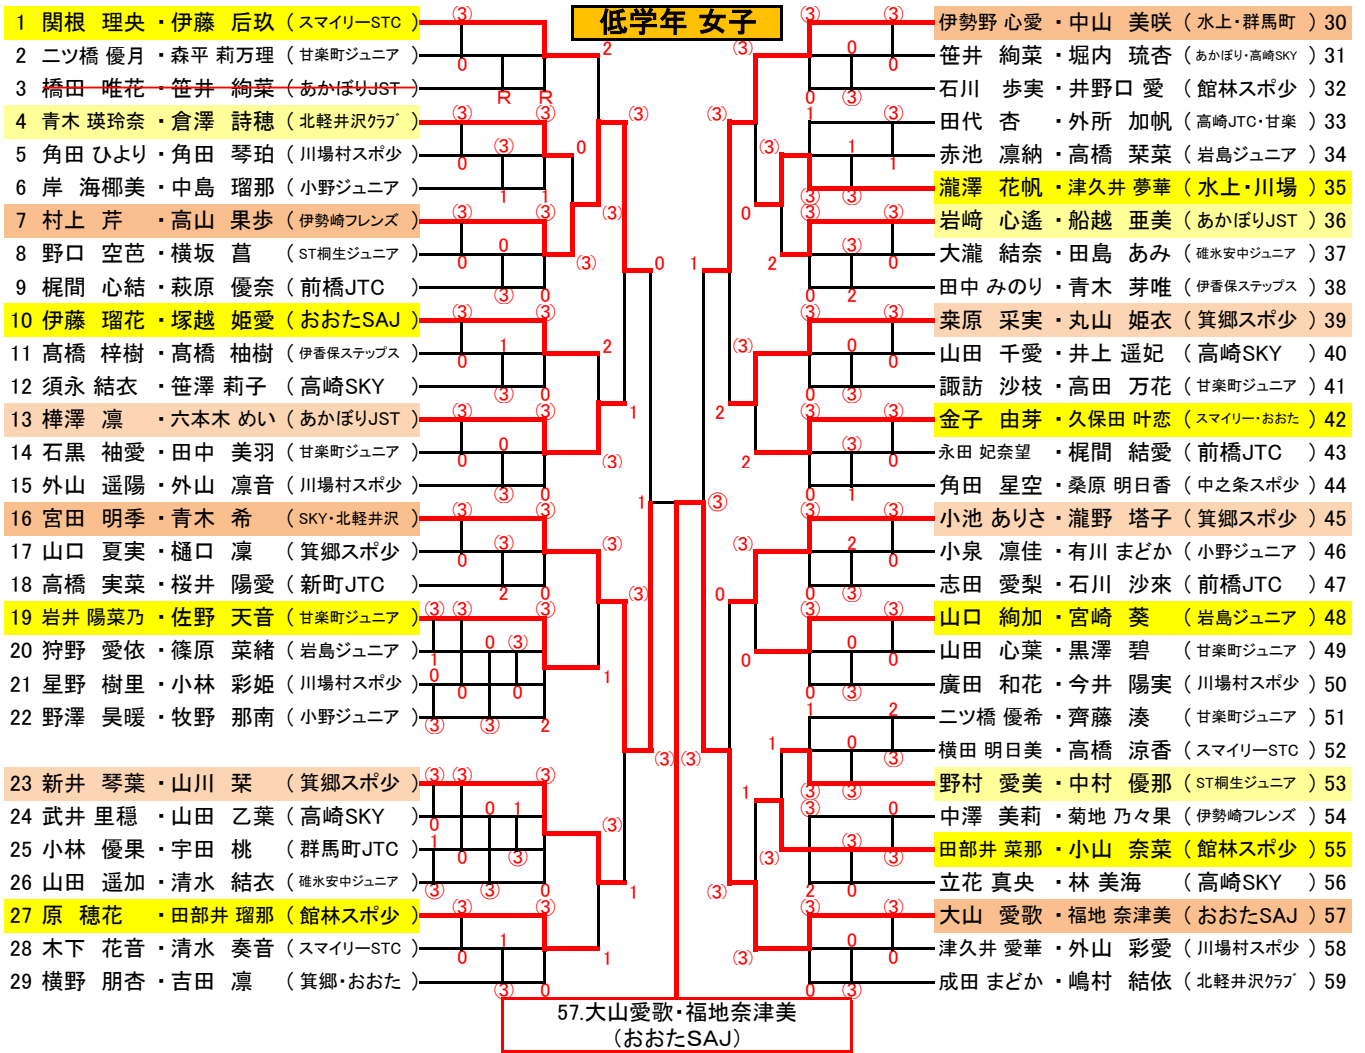 低学年 女子
1 関根 理央 ・伊藤 后玖 ( スマイリーSTC )
2 二ツ橋 優月 ・森平 莉万理 ( 甘楽町ジュニア )
3 橋田 唯花 ・笹井 絢菜 ( あかぼりJST )
4 青木 瑛玲奈 ・倉澤 詩穂 ( 北軽井沢クラブ )
5 角田 ひより ・角田 琴珀 ( 川場村スポ少 )
6 岸 海椰美 ・中島 瑠那 ( 小野ジュニア )
7 村上 芹 ・高山 果歩 ( 伊勢崎フレンズ )
8 野口 空芭 ・横坂 菖 ( ST桐生ジュニア )
9 梶間 心結 ・萩原 優奈 ( 前橋JTC )
10 伊藤 瑠花 ・塚越 姫愛 ( おおたSAJ )
11 髙橋 梓樹 ・髙橋 柚樹 ( 伊香保ステップス )
12 須永 結衣 ・笹澤 莉子 ( 高崎SKY )
13 樺澤 凛 ・六本木 めい ( あかぼりJST )
14 石黒 袖愛 ・田中 美羽 ( 甘楽町ジュニア )
15 外山 遥陽 ・外山 凛音 ( 川場村スポ少 )
16 宮田 明季 ・青木 希 ( SKY・北軽井沢 )
17 山口 夏実 ・樋口 凜 ( 箕郷スポ少 )
18 高橋 実菜 ・桜井 陽愛 ( 新町JTC )
19 岩井 陽菜乃 ・佐野 天音 ( 甘楽町ジュニア )
20 狩野 愛依 ・篠原 菜緒 ( 岩島ジュニア )
21 星野 樹里 ・小林 彩姫 ( 川場村スポ少 )
22 野澤 昊暖 ・牧野 那南 ( 小野ジュニア )
23 新井 琴葉 ・山川 栞 ( 箕郷スポ少 )
24 武井 里穏 ・山田 乙葉 ( 高崎SKY )
25 小林 優果 ・宇田 桃 ( 群馬町JTC )
26 山田 遥加 ・清水 結衣 ( 碓氷安中ジュニア )
27 原 穂花 ・田部井 瑠那 ( 館林スポ少 )
28 木下 花音 ・清水 奏音 ( スマイリーSTC )
29 横野 朋杏 ・吉田 凛 ( 箕郷・おおた )
伊勢野 心愛 ・中山 美咲 ( 水上・群馬町 ) 30
笹井 絢菜 ・堀内 琉杏 ( あかぼり・高崎SKY ) 31
石川 歩実 ・井野口 愛 ( 館林スポ少 ) 32
田代 杏 ・外所 加帆 ( 高崎JTC・甘楽 ) 33
赤池 凛納 ・高橋 栞菜 ( 岩島ジュニア ) 34
瀧澤 花帆 ・津久井 夢華 ( 水上・川場 ) 35
岩﨑 心遙 ・船越 亜美 ( あかぼりJST ) 36
大瀧 結奈 ・田島 あみ ( 碓氷安中ジュニア ) 37
田中 みのり ・青木 芽唯 ( 伊香保ステップス ) 38
桒原 采実 ・丸山 姫衣 ( 箕郷スポ少 ) 39
山田 千愛 ・井上 遥妃 ( 高崎SKY ) 40
諏訪 沙枝 ・高田 万花 ( 甘楽町ジュニア ) 41
金子 由芽 ・久保田 叶恋 ( スマイリー・おおた ) 42
永田 妃奈望 ・梶間 結愛 ( 前橋JTC ) 43
角田 星空 ・桑原 明日香 ( 中之条スポ少 ) 44
小池 ありさ ・瀧野 塔子 ( 箕郷スポ少 ) 45
小泉 凛佳 ・有川 まどか ( 小野ジュニア ) 46
志田 愛梨 ・石川 沙來 ( 前橋JTC ) 47
山口 絢加 ・宮崎 葵 ( 岩島ジュニア ) 48
山田 心葉 ・黒澤 碧 ( 甘楽町ジュニア ) 49
廣田 和花 ・今井 陽実 ( 川場村スポ少 ) 50
二ツ橋 優希 ・齊藤 湊 ( 甘楽町ジュニア ) 51
横田 明日美 ・高橋 涼香 ( スマイリーSTC ) 52
野村 愛美 ・中村 優那 ( ST桐生ジュニア ) 53
中澤 美莉 ・菊地 乃々果 ( 伊勢崎フレンズ ) 54
田部井 菜那 ・小山 奈菜 ( 館林スポ少 ) 55
立花 真央 ・林 美海 ( 高崎SKY ) 56
大山 愛歌 ・福地 奈津美 ( おおたSAJ ) 57
津久井 愛華 ・外山 彩愛 ( 川場村スポ少 ) 58
成田 まどか ・嶋村 結依 ( 北軽井沢クラブ ) 59
57.大山愛歌・福地奈津美
(おおたSAJ)